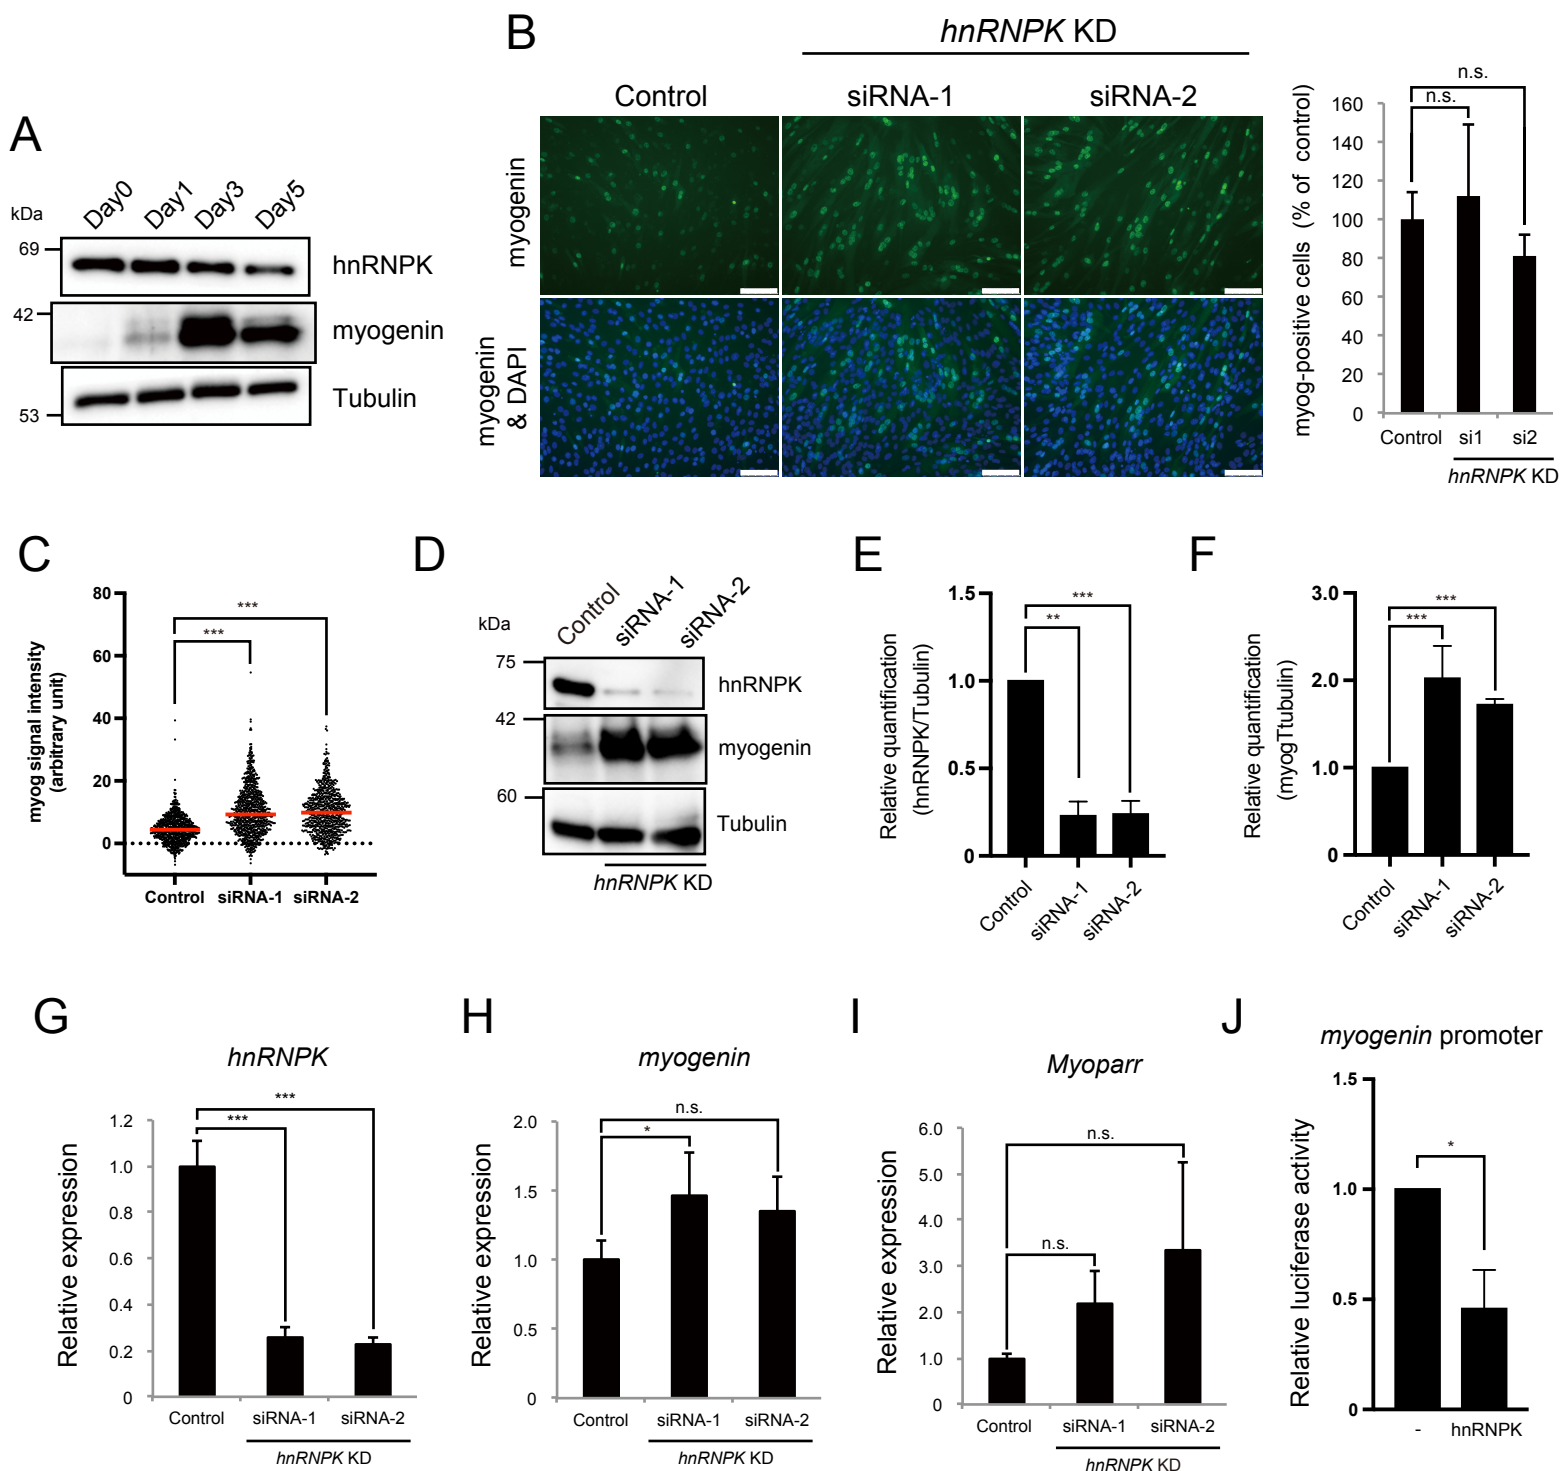 A
kDa
Day0
Day1
Day3
Day5
69
hnRNPK
42
myogenin
Tubulin
53
B
hnRNPK KD
Control
siRNA-1
siRNA-2
myogenin
myogenin
& DAPI
myog-positive cells (% of control)
160
140
120
100
80
60
40
20
0
n.s.
n.s.
Control
si1
si2
hnRNPK KD
C
myog signal intensity
(arbitrary unit)
80
60
40
20
0
***
***
Control
siRNA-1
siRNA-2
D
kDa
Control
siRNA-1
siRNA-2
75
hnRNPK
42
myogenin
60
Tubulin
hnRNPK KD
E
Relative quantification
(hnRNPK/Tubulin)
1.5
1.0
0.5
0
***
**
Control
siRNA-1
siRNA-2
F
Relative quantification
(myogTubulin)
3.0
2.0
1.0
0
***
***
Control
siRNA-1
siRNA-2
G
hnRNPK
Relative expression
1.2
1.0
0.8
0.6
0.4
0.2
0
***
***
Control
siRNA-1
siRNA-2
hnRNPK KD
H
myogenin
Relative expression
2.0
1.5
1.0
0.5
0
n.s.
*
Control
siRNA-1
siRNA-2
hnRNPK KD
I
Myoparr
Relative expression
6.0
5.0
4.0
3.0
2.0
1.0
0
n.s.
n.s.
Control
siRNA-1
siRNA-2
hnRNPK KD
J
myogenin promoter
Relative luciferase activity
1.5
1.0
0.5
0
*
-
hnRNPK